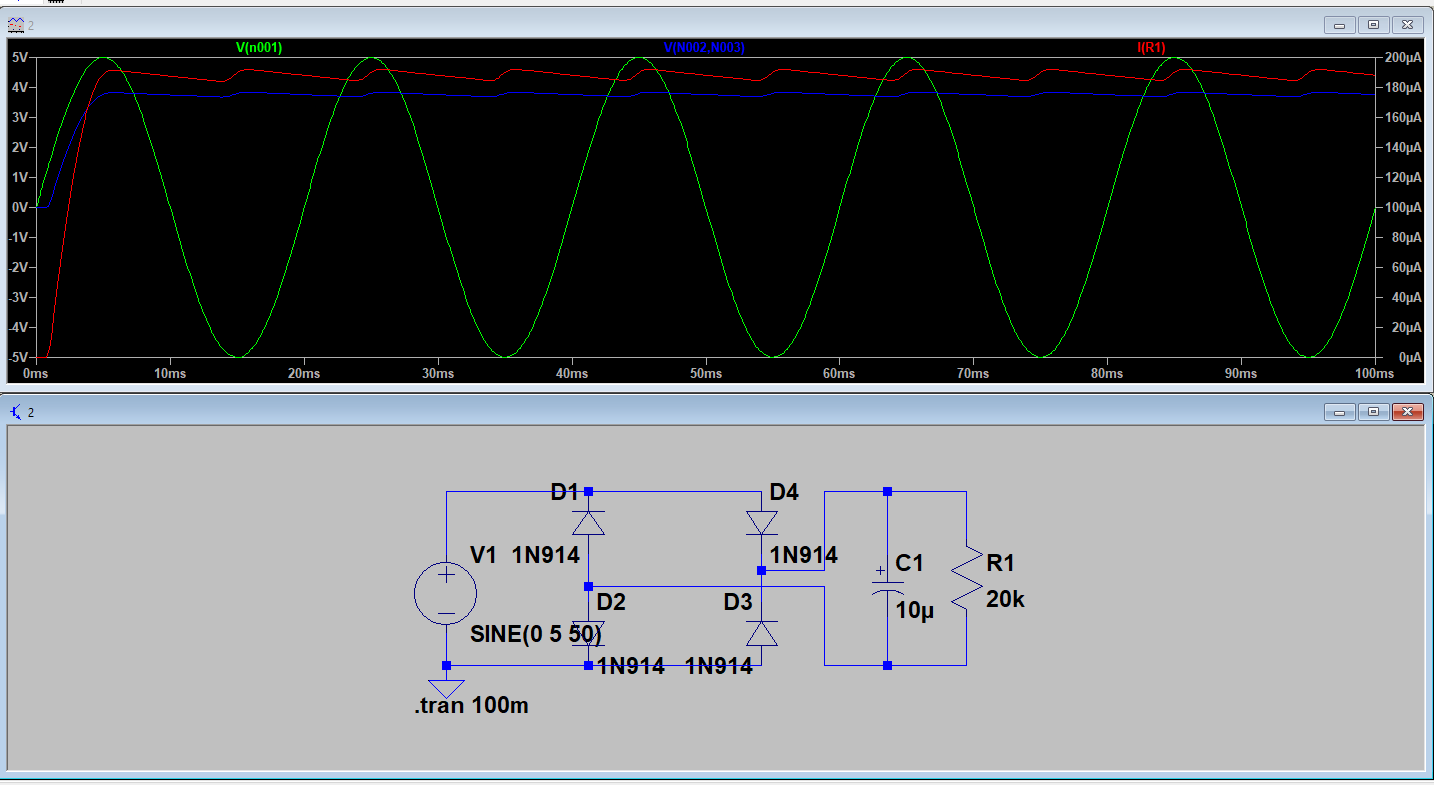 2
V(n001) V(N002,N003) I(R1)
5V 200µA
4V 180µA
3V 160µA
2V 140µA
1V 120µA
0V 100µA
-1V 80µA
-2V 60µA
-3V 40µA
-4V 20µA
-5V 0µA
0ms 10ms 20ms 30ms 40ms 50ms 60ms 70ms 80ms 90ms 100ms
2
D1 D4
V1 1N914 1N914 C1 R1
D2 D3 10µ 20k
SINE(0 5 50)
1N914 1N914
.tran 100m